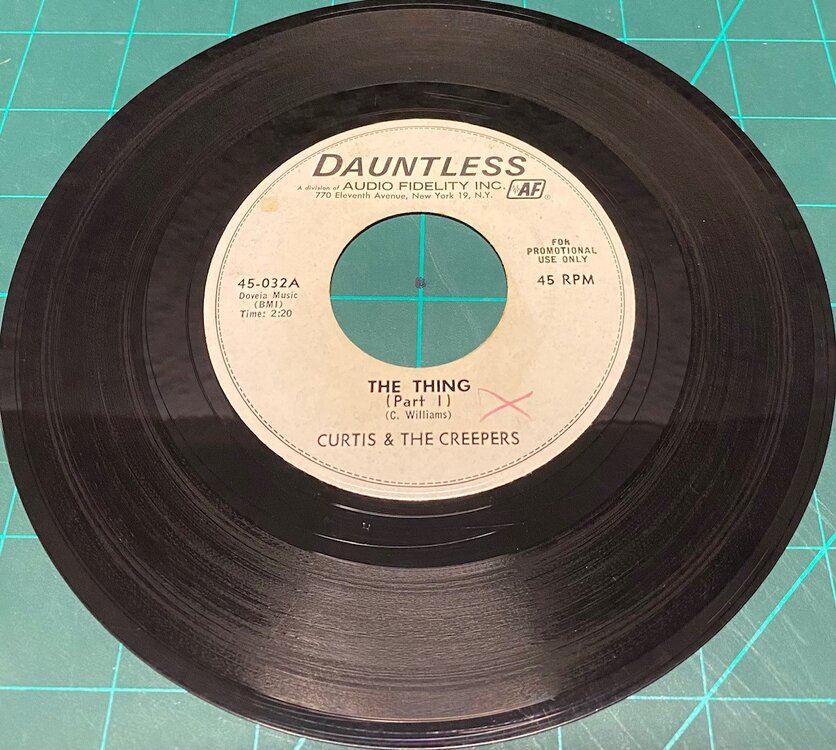 DAUNTLESS
A division of AUDIO FIDELITY INC. AF ®
770 Eleventh Avenue, New York 19, N.Y.
FOR
PROMOTIONAL
USE ONLY
45-032A
45 RPM
Doveia Music
(BMI)
Time: 2:20
THE THING
(Part I)
(C. Williams)
CURTIS & THE CREEPERS